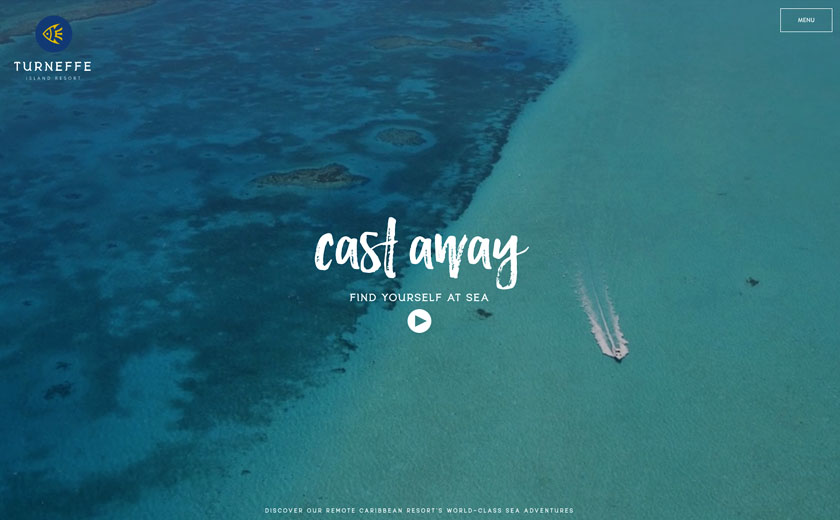 MENU
TURNEFFE
ISLAND RESORT
cast away
FIND YOURSELF AT SEA
DISCOVER OUR REMOTE CARIBBEAN RESORT'S WORLD-CLASS SEA ADVENTURES